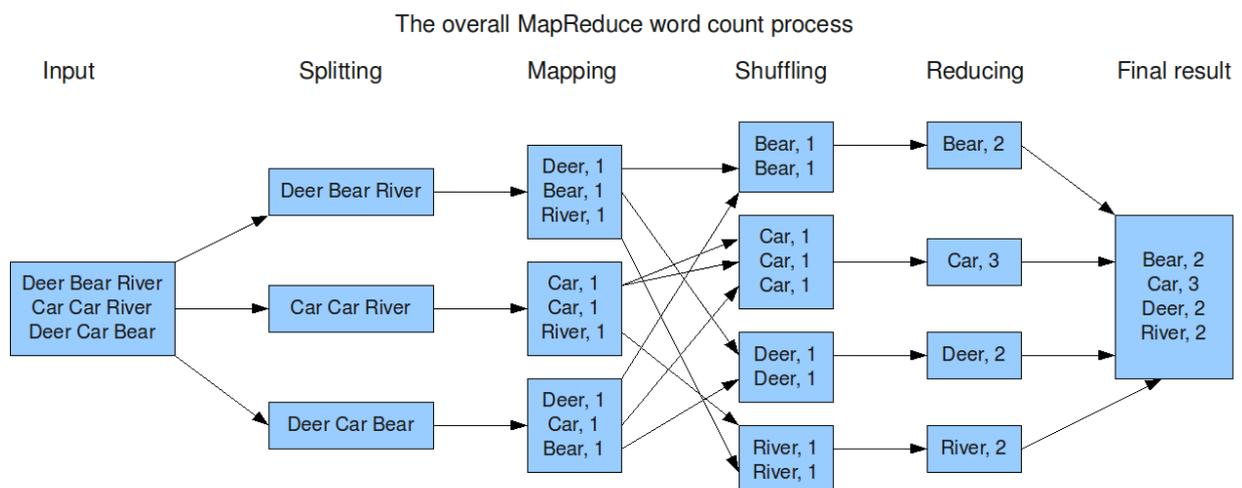 The overall MapReduce word count process
Input
Splitting
Mapping
Shuffling
Reducing
Final result
Deer Bear River
Car Car River
Deer Car Bear
Deer Bear River
Car Car River
Deer Car Bear
Deer, 1
Bear, 1
River, 1
Car, 1
Car, 1
River, 1
Deer, 1
Car, 1
Bear, 1
Bear, 1
Bear, 1
Car, 1
Car, 1
Car, 1
Deer, 1
Deer, 1
River, 1
River, 1
Bear, 2
Car, 3
Deer, 2
River, 2
Bear, 2
Car, 3
Deer, 2
River, 2